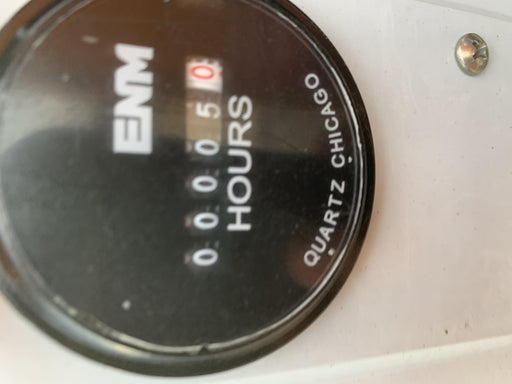 ENM
000050
HOURS
QUARTZ CHICAGO